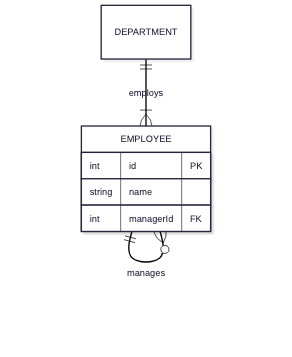 DEPARTMENT
employs
EMPLOYEE
int id PK
string name
int managerId FK
manages